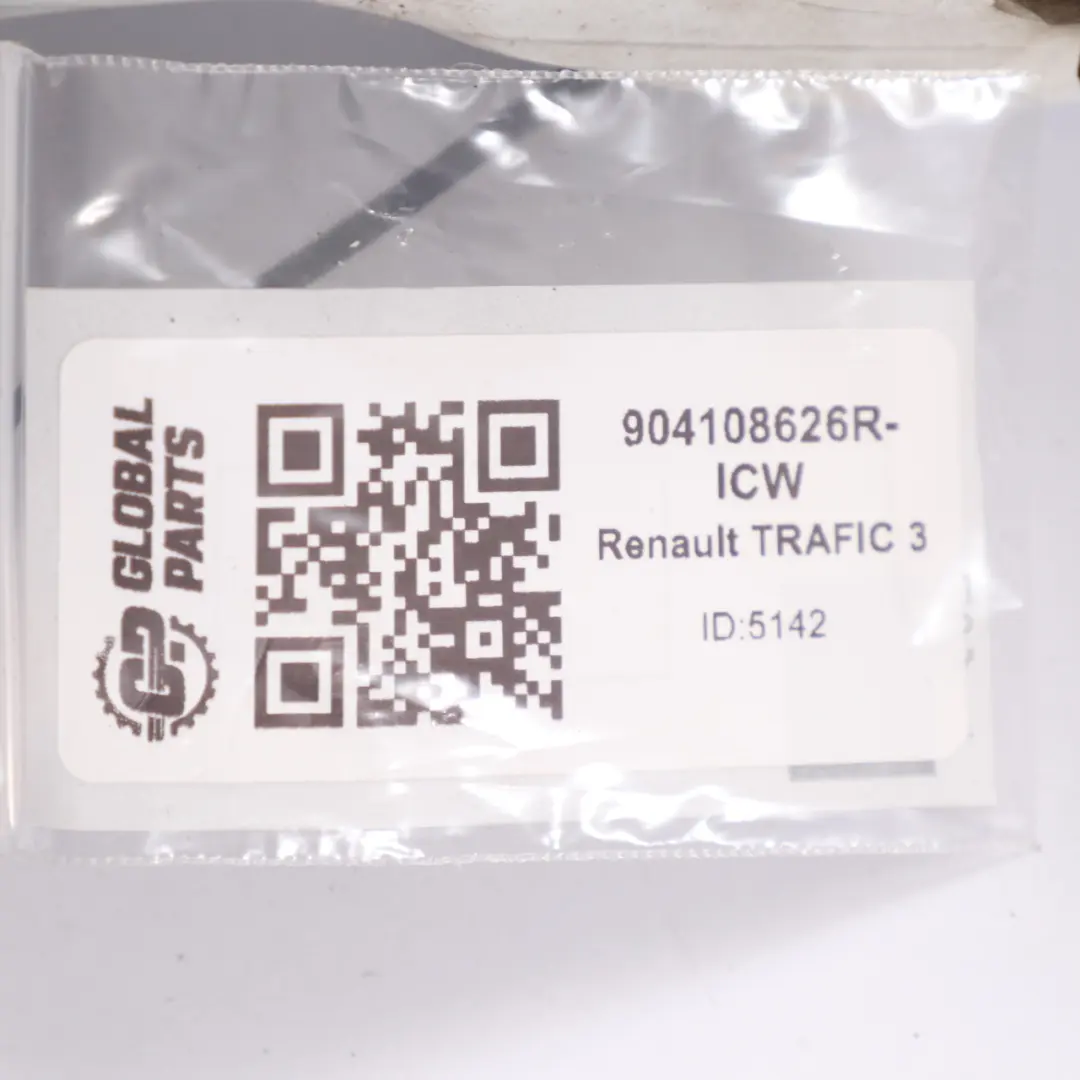 GLOBAL
PARTS
904108626R-
ICW
Renault TRAFIC 3
ID:5142